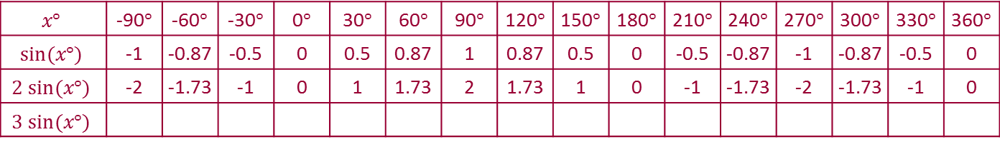 x° -90° -60° -30° 0° 30° 60° 90° 120° 150° 180° 210° 240° 270° 300° 330° 360°
sin(x°) -1 -0.87 -0.5 0 0.5 0.87 1 0.87 0.5 0 -0.5 -0.87 -1 -0.87 -0.5 0
2 sin(x°) -2 -1.73 -1 0 1 1.73 2 1.73 1 0 -1 -1.73 -2 -1.73 -1 0
3 sin(x°)